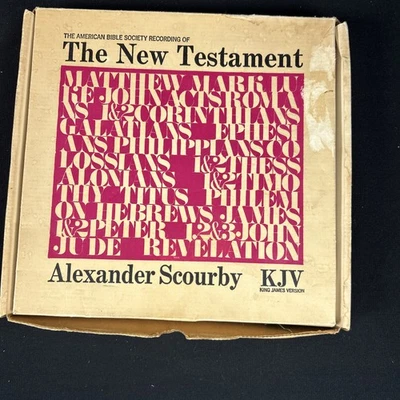 THE AMERICAN BIBLE SOCIETY RECORDING OF
The New Testament
MATTHEW MARK LU
KE JOHN ACTS ROMA
NS 1&2 CORINTHIANS
GALATIANS EPHESI
ANS PHILIPPIANS CO
LOSSIANS 1&2 THESS
ALONIANS 1&2 TIMO
THY TITUS PHILEM
ON HEBREWS JAMES
1&2 PETER 1,2&3 JOHN
JUDE REVELATION
Alexander Scourby KJV
KING JAMES VERSION